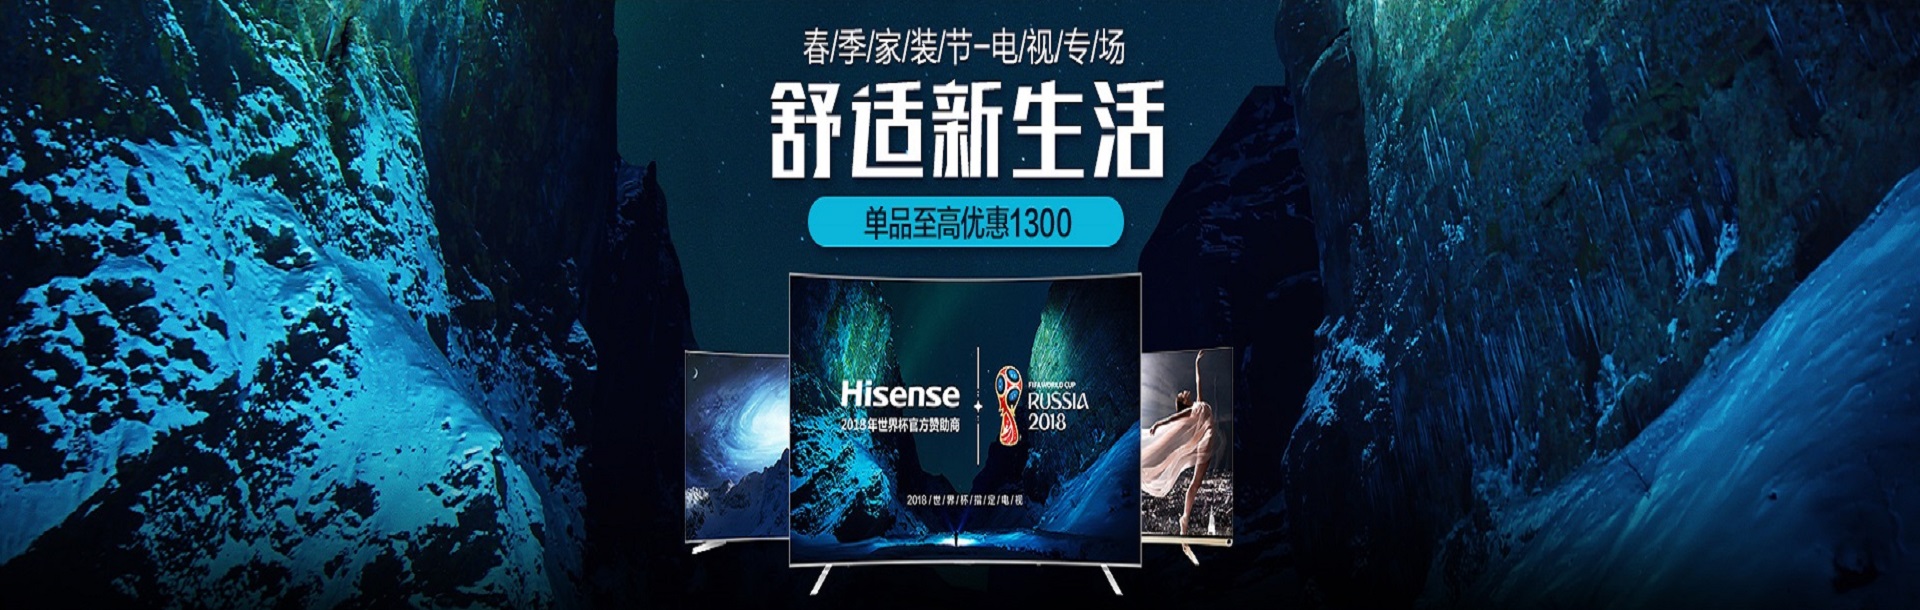 春/季/家/装/节-电/视/专/场
舒适新生活
单品至高优惠1300
Hisense
2018年世界杯官方赞助商
FIFA WORLD CUP
RUSSIA
2018
2018/世/界/杯/指/定/电/视